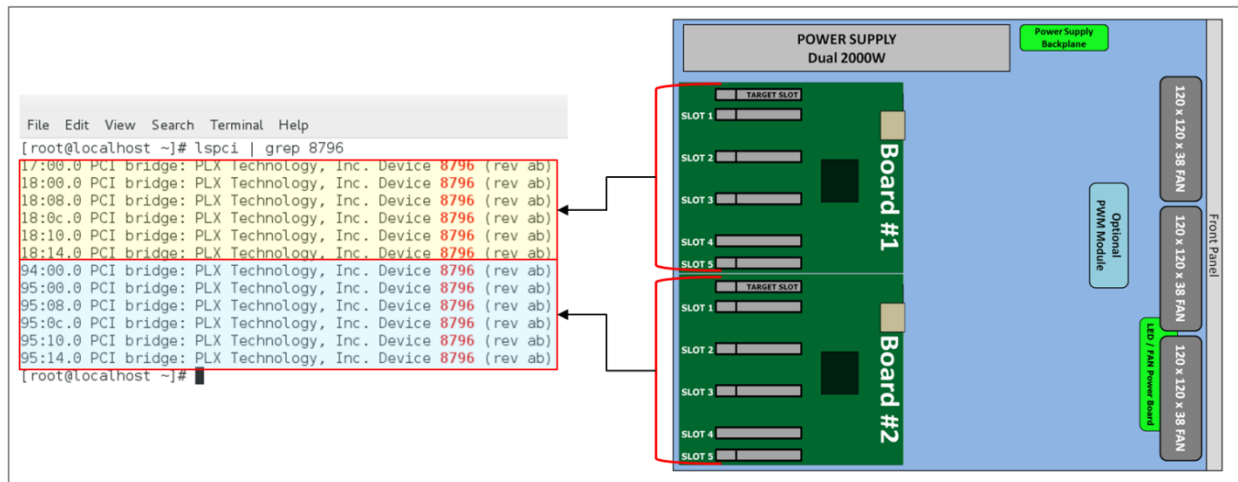 File Edit View Search Terminal Help
[root@localhost ~]# lspci | grep 8796
17:00.0 PCI bridge: PLX Technology, Inc. Device 8796 (rev ab)
18:00.0 PCI bridge: PLX Technology, Inc. Device 8796 (rev ab)
18:08.0 PCI bridge: PLX Technology, Inc. Device 8796 (rev ab)
18:0c.0 PCI bridge: PLX Technology, Inc. Device 8796 (rev ab)
18:10.0 PCI bridge: PLX Technology, Inc. Device 8796 (rev ab)
18:14.0 PCI bridge: PLX Technology, Inc. Device 8796 (rev ab)
94:00.0 PCI bridge: PLX Technology, Inc. Device 8796 (rev ab)
95:00.0 PCI bridge: PLX Technology, Inc. Device 8796 (rev ab)
95:08.0 PCI bridge: PLX Technology, Inc. Device 8796 (rev ab)
95:0c.0 PCI bridge: PLX Technology, Inc. Device 8796 (rev ab)
95:10.0 PCI bridge: PLX Technology, Inc. Device 8796 (rev ab)
95:14.0 PCI bridge: PLX Technology, Inc. Device 8796 (rev ab)
[root@localhost ~]#
POWER SUPPLY
Dual 2000W
Power Supply
Backplane
TARGET SLOT
SLOT 1
SLOT 2
SLOT 3
SLOT 4
SLOT 5
Board #1
TARGET SLOT
SLOT 1
SLOT 2
SLOT 3
SLOT 4
SLOT 5
Board #2
Optional
PWM Module
LED / FAN Power Board
120 x 120 x 38 FAN
120 x 120 x 38 FAN
120 x 120 x 38 FAN
Front Panel